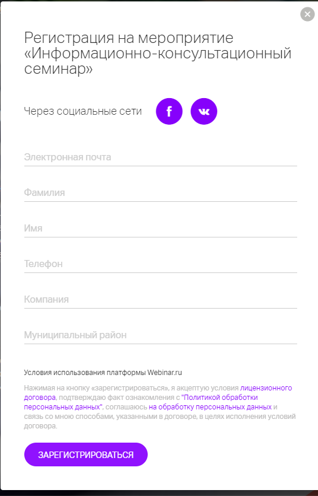 Регистрация на мероприятие
«Информационно-консультационный
семинар»
Через социальные сети
Электронная почта
Фамилия
Имя
Телефон
Компания
Муниципальный район
Условия использования платформы Webinar.ru
Нажимая на кнопку «зарегистрироваться», я акцептую условия лицензионного
договора, подтверждаю факт ознакомления с "Политикой обработки
персональных данных", соглашаюсь на обработку персональных данных и
связь со мною способами, указанными в договоре, в целях исполнения условий
договора.
ЗАРЕГИСТРИРОВАТЬСЯ